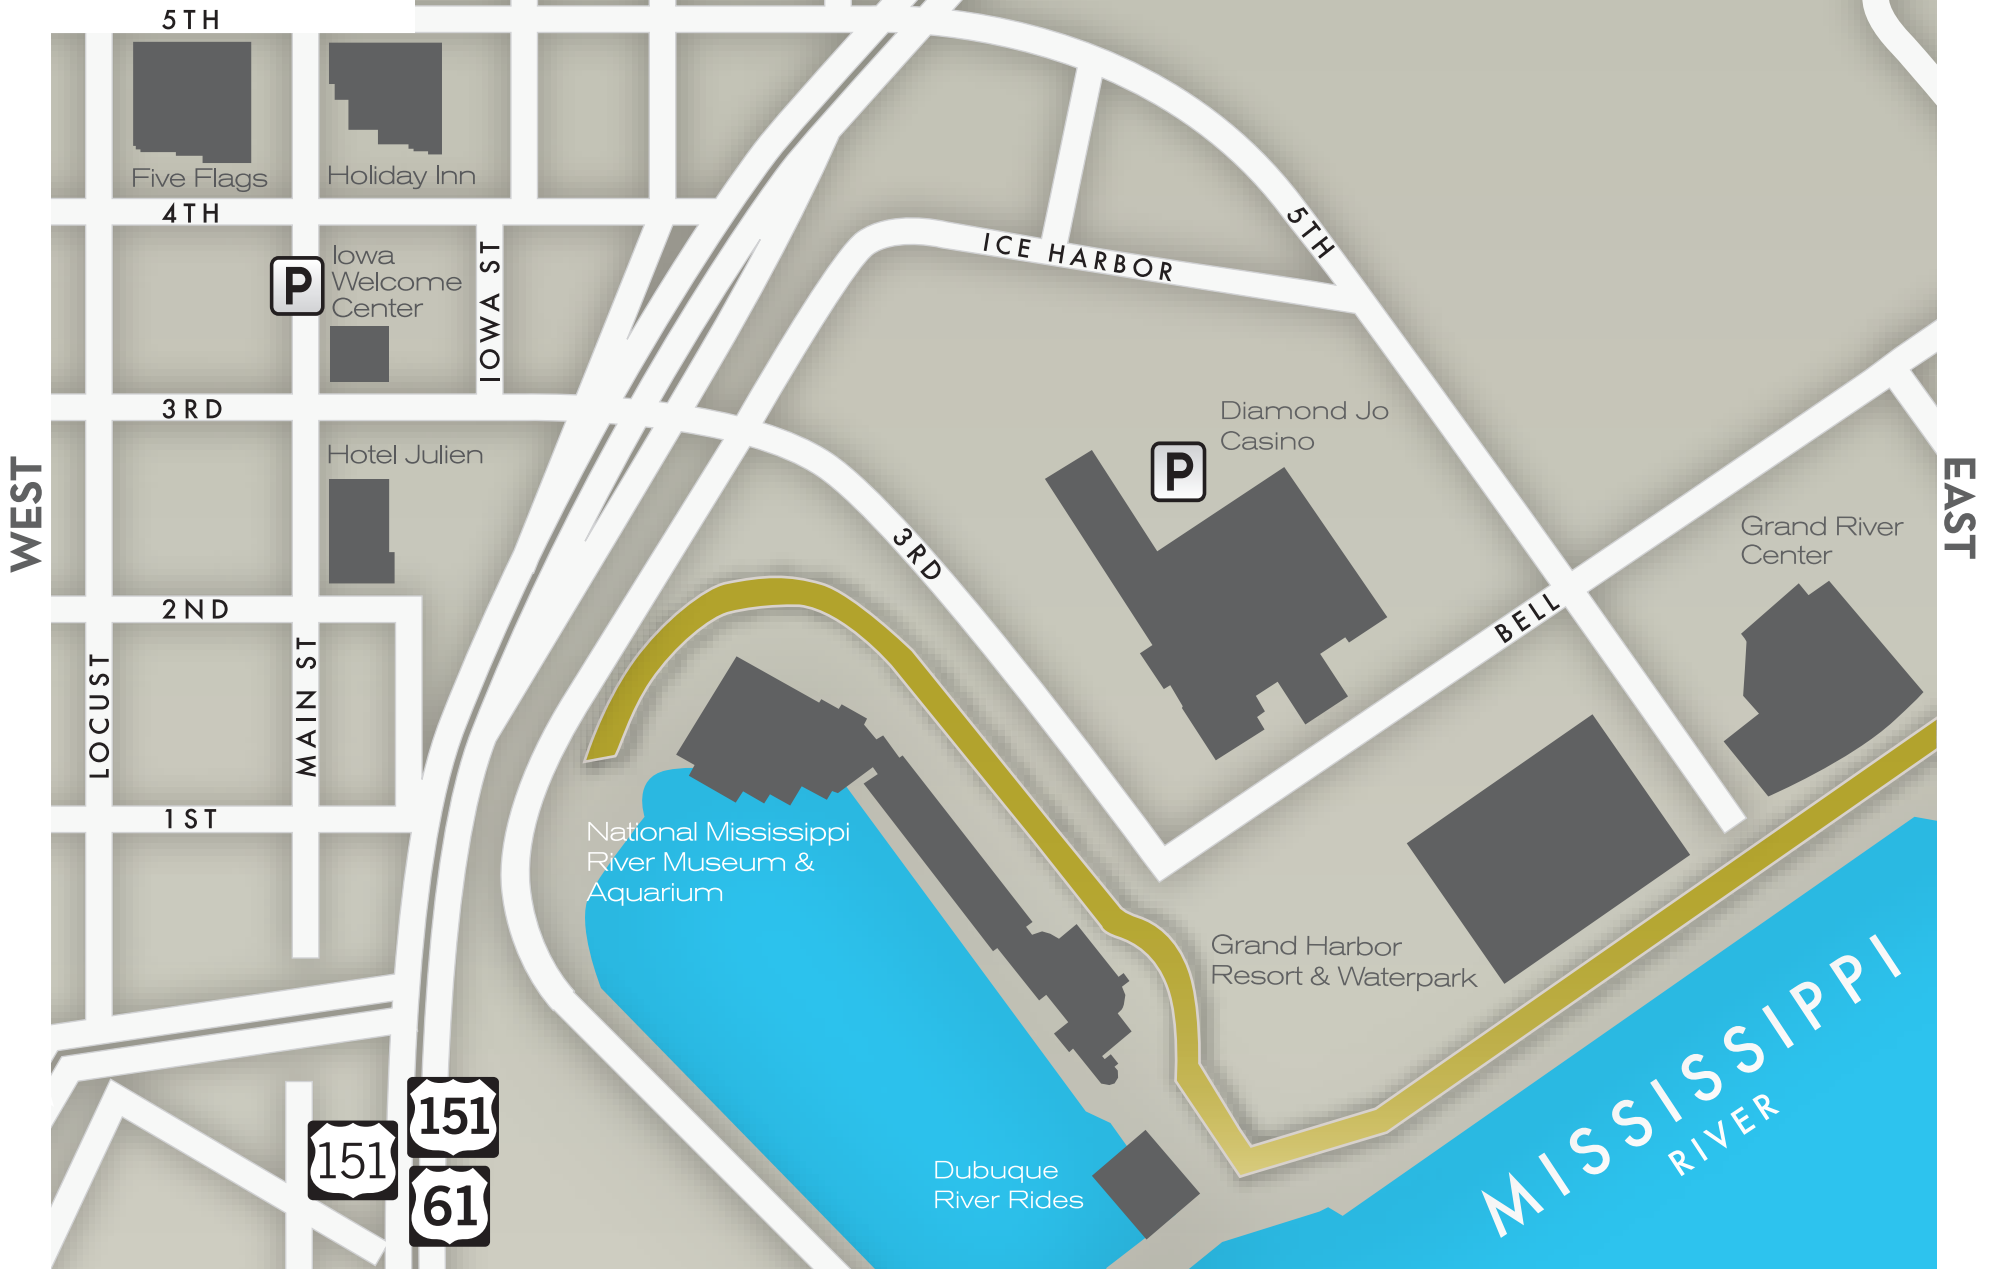 5TH
Five Flags
Holiday Inn
4TH
P
Iowa
Welcome
Center
IOWA ST
ICE HARBOR
5TH
3RD
Hotel Julien
Diamond Jo
Casino
P
WEST
EAST
Grand River
Center
3RD
BELL
2ND
LOCUST
MAIN ST
1ST
National Mississippi
River Museum &
Aquarium
Grand Harbor
Resort & Waterpark
MISSISSIPPI
RIVER
151
151
61
Dubuque
River Rides